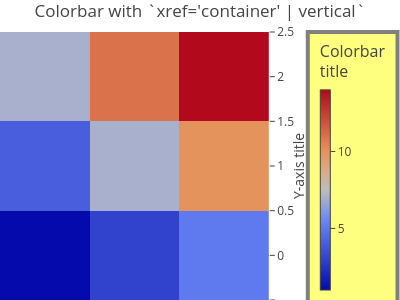 Colorbar with `xref='container' | vertical`
2.5
2
1.5
1
0.5
0
Y-axis title
Colorbar
title
10
5